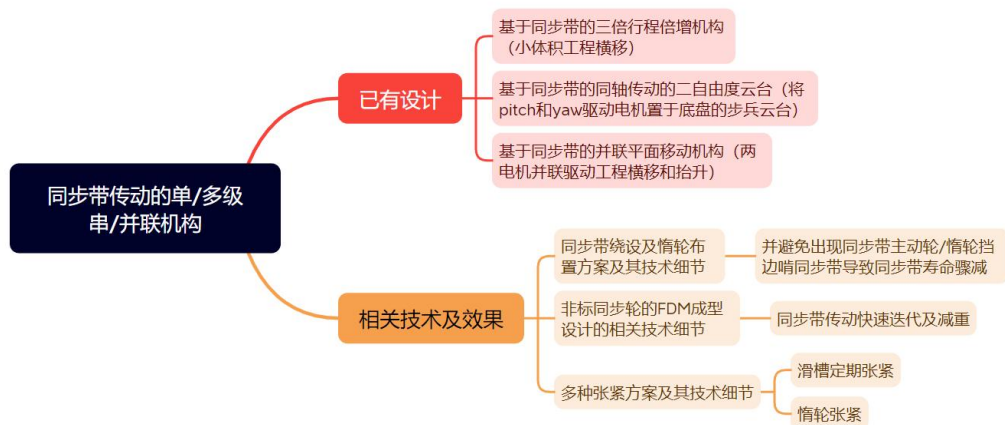 同步带传动的单/多级
串/并联机构
已有设计
基于同步带的三倍行程倍增机构
（小体积工程横移）
基于同步带的同轴传动的二自由度云台（将
pitch和yaw驱动电机置于底盘的步兵云台）
基于同步带的并联平面移动机构（两
电机并联驱动工程横移和抬升）
相关技术及效果
同步带绕设及惰轮布
置方案及其技术细节
并避免出现同步带主动轮/惰轮挡
边啃同步带导致同步带寿命骤减
非标同步轮的FDM成型
设计的相关技术细节
同步带传动快速迭代及减重
多种张紧方案及其技术细节
滑槽定期张紧
惰轮张紧